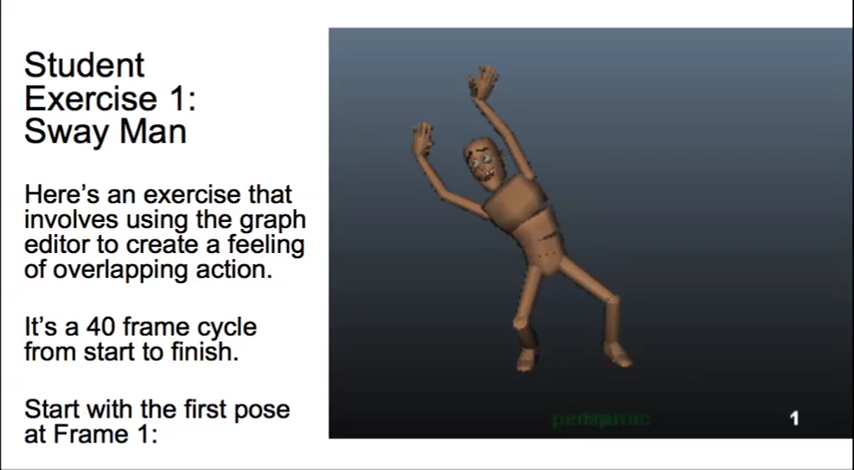 Student
Exercise 1:
Sway Man
Here's an exercise that
involves using the graph
editor to create a feeling
of overlapping action.
It's a 40 frame cycle
from start to finish.
Start with the first pose
at Frame 1:
1